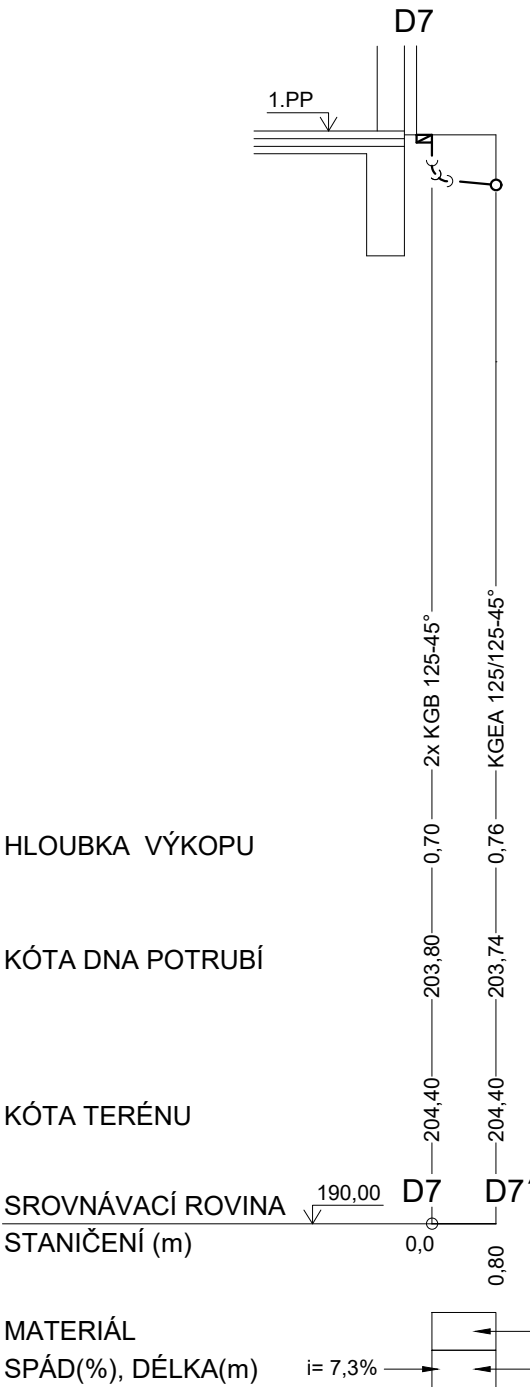 D7
1.PP
2x KGB 125-45°
KGEA 125/125-45°
HLOUBKA VÝKOPU 0,70 0,76
KÓTA DNA POTRUBÍ 203,80 203,74
KÓTA TERÉNU 204,40 204,40
SROVNÁVACÍ ROVINA 190,00 D7 D7'
STANIČENÍ (m) 0,0 0,80
MATERIÁL
SPÁD(%), DÉLKA(m) i= 7,3%